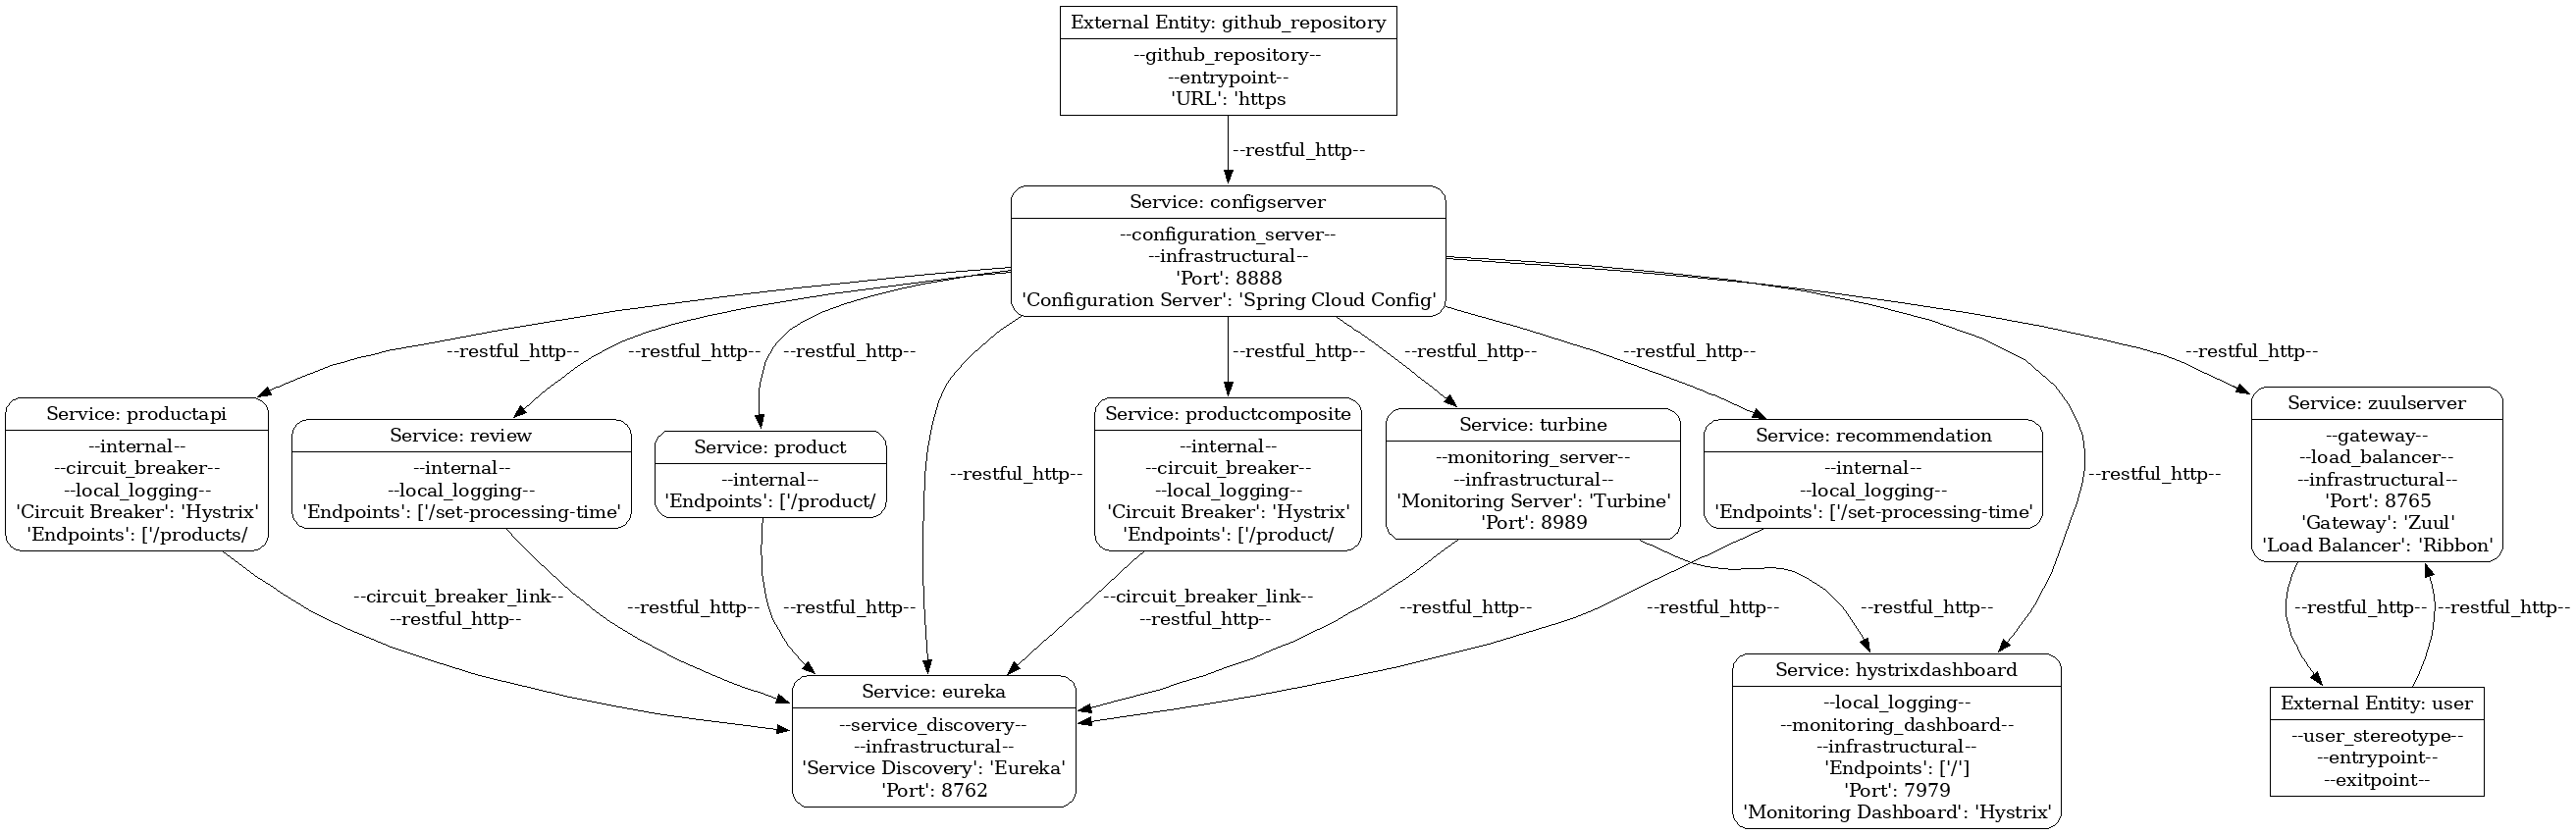 External Entity: github_repository
--github_repository--
--entrypoint--
'URL': 'https
--restful_http--
Service: configserver
--configuration_server--
--infrastructural--
'Port': 8888
'Configuration Server': 'Spring Cloud Config'
--restful_http--
--restful_http--
--restful_http--
--restful_http--
--restful_http--
--restful_http--
--restful_http--
--restful_http--
--restful_http--
Service: productapi
--internal--
--circuit_breaker--
--local_logging--
'Circuit Breaker': 'Hystrix'
'Endpoints': ['/products/
Service: review
--internal--
--local_logging--
'Endpoints': ['/set-processing-time'
Service: product
--internal--
'Endpoints': ['/product/
Service: productcomposite
--internal--
--circuit_breaker--
--local_logging--
'Circuit Breaker': 'Hystrix'
'Endpoints': ['/product/
Service: turbine
--monitoring_server--
--infrastructural--
'Monitoring Server': 'Turbine'
'Port': 8989
Service: recommendation
--internal--
--local_logging--
'Endpoints': ['/set-processing-time'
Service: zuulserver
--gateway--
--load_balancer--
--infrastructural--
'Port': 8765
'Gateway': 'Zuul'
'Load Balancer': 'Ribbon'
--circuit_breaker_link--
--restful_http--
--restful_http--
--restful_http--
--circuit_breaker_link--
--restful_http--
--restful_http--
--restful_http--
--restful_http--
--restful_http--
--restful_http--
Service: eureka
--service_discovery--
--infrastructural--
'Service Discovery': 'Eureka'
'Port': 8762
Service: hystrixdashboard
--local_logging--
--monitoring_dashboard--
--infrastructural--
'Endpoints': ['/']
'Port': 7979
'Monitoring Dashboard': 'Hystrix'
External Entity: user
--user_stereotype--
--entrypoint--
--exitpoint--